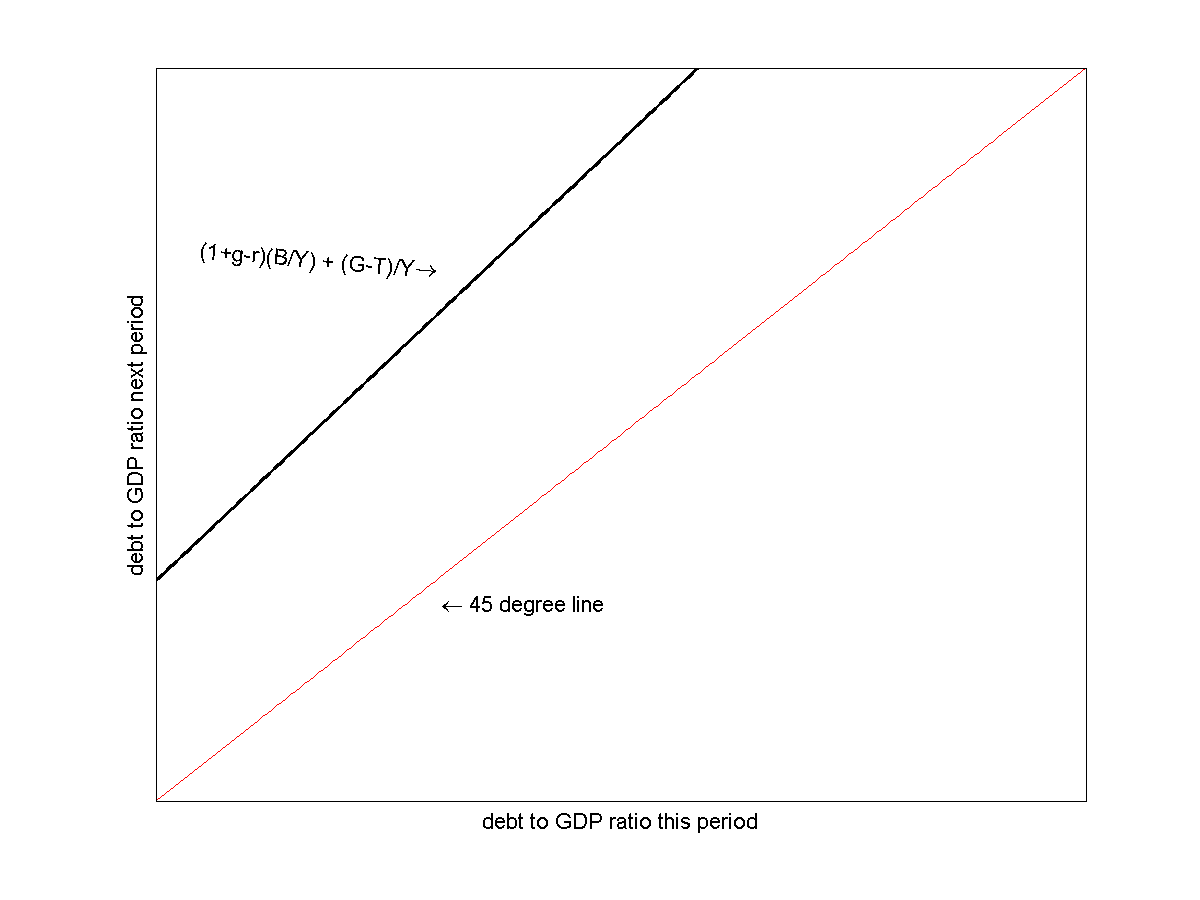 (1+g-r)(B/Y) + (G-T)/Y→
debt to GDP ratio next period
← 45 degree line
debt to GDP ratio this period